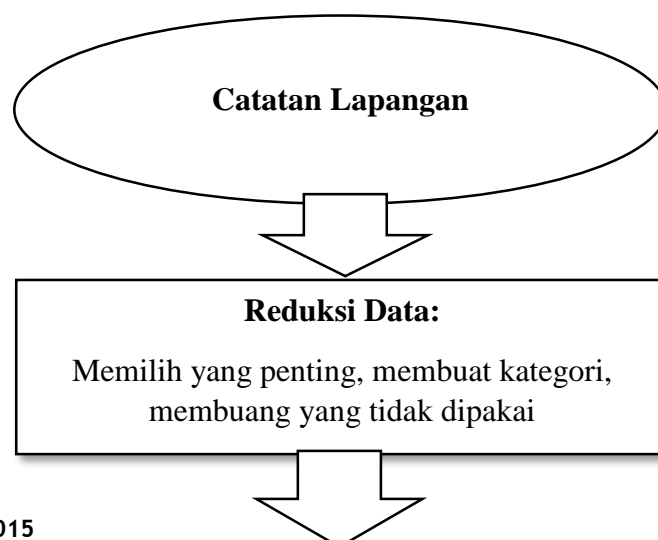 Catatan Lapangan
Reduksi Data:
Memilih yang penting, membuat kategori,
membuang yang tidak dipakai
015